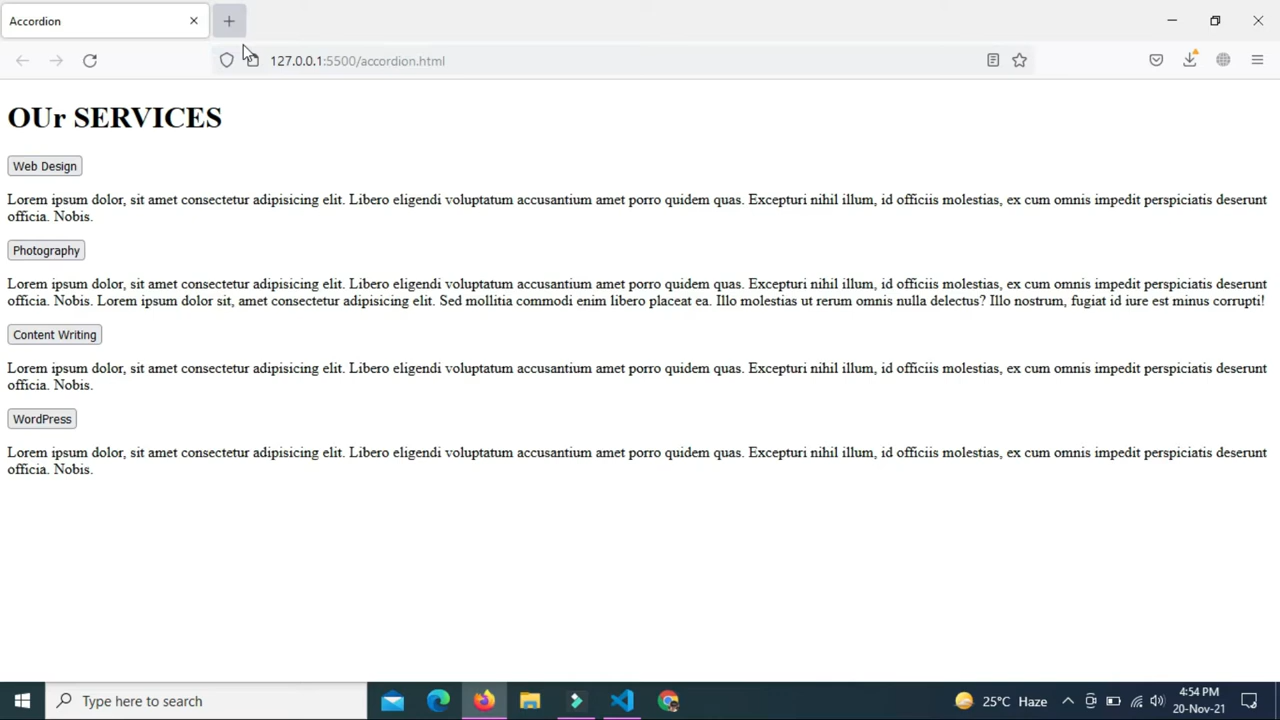 Accordion
127.0.0.1:5500/accordion.html
OUr SERVICES
Web Design
Lorem ipsum dolor, sit amet consectetur adipisicing elit. Libero eligendi voluptatum accusantium amet porro quidem quas. Excepturi nihil illum, id officiis molestias, ex cum omnis impedit perspiciatis deserunt
officia. Nobis.
Photography
Lorem ipsum dolor, sit amet consectetur adipisicing elit. Libero eligendi voluptatum accusantium amet porro quidem quas. Excepturi nihil illum, id officiis molestias, ex cum omnis impedit perspiciatis deserunt
officia. Nobis. Lorem ipsum dolor sit, amet consectetur adipisicing elit. Sed mollitia commodi enim libero placeat ea. Illo molestias ut rerum omnis nulla delectus? Illo nostrum, fugiat id iure est minus corrupti!
Content Writing
Lorem ipsum dolor, sit amet consectetur adipisicing elit. Libero eligendi voluptatum accusantium amet porro quidem quas. Excepturi nihil illum, id officiis molestias, ex cum omnis impedit perspiciatis deserunt
officia. Nobis.
WordPress
Lorem ipsum dolor, sit amet consectetur adipisicing elit. Libero eligendi voluptatum accusantium amet porro quidem quas. Excepturi nihil illum, id officiis molestias, ex cum omnis impedit perspiciatis deserunt
officia. Nobis.
Type here to search
25°C Haze
4:54 PM
20-Nov-21